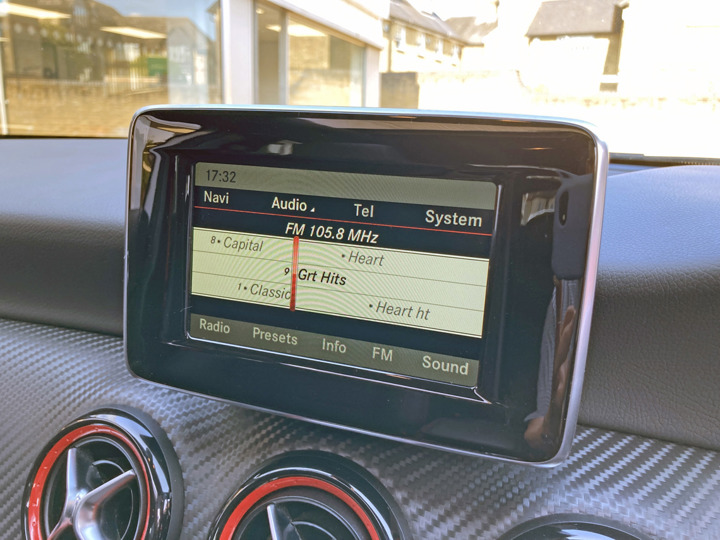 17:32
Navi Audio Tel System
FM 105.8 MHz
8 Capital Heart
9 Grt Hits
1 Classic Heart ht
Radio Presets Info FM Sound